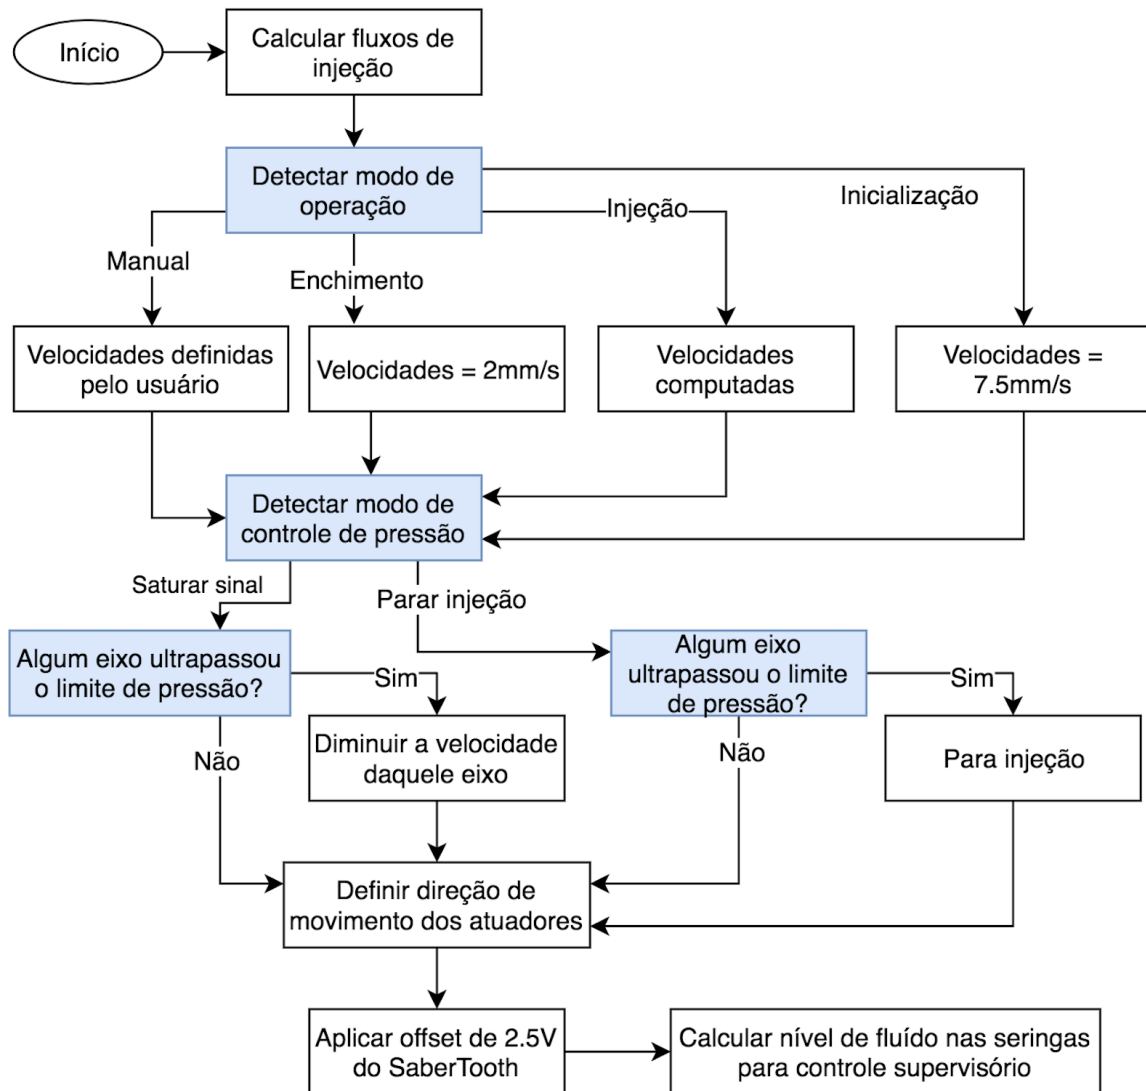 Início
Calcular fluxos de
injeção
Detectar modo de
operação
Manual
Enchimento
Injeção
Inicialização
Velocidades definidas
pelo usuário
Velocidades = 2mm/s
Velocidades
computadas
Velocidades =
7.5mm/s
Detectar modo de
controle de pressão
Saturar sinal
Parar injeção
Algum eixo ultrapassou
o limite de pressão?
Sim
Não
Diminuir a velocidade
daquele eixo
Algum eixo
ultrapassou o limite
de pressão?
Sim
Não
Para injeção
Definir direção de
movimento dos atuadores
Aplicar offset de 2.5V
do SaberTooth
Calcular nível de fluído nas seringas
para controle supervisório